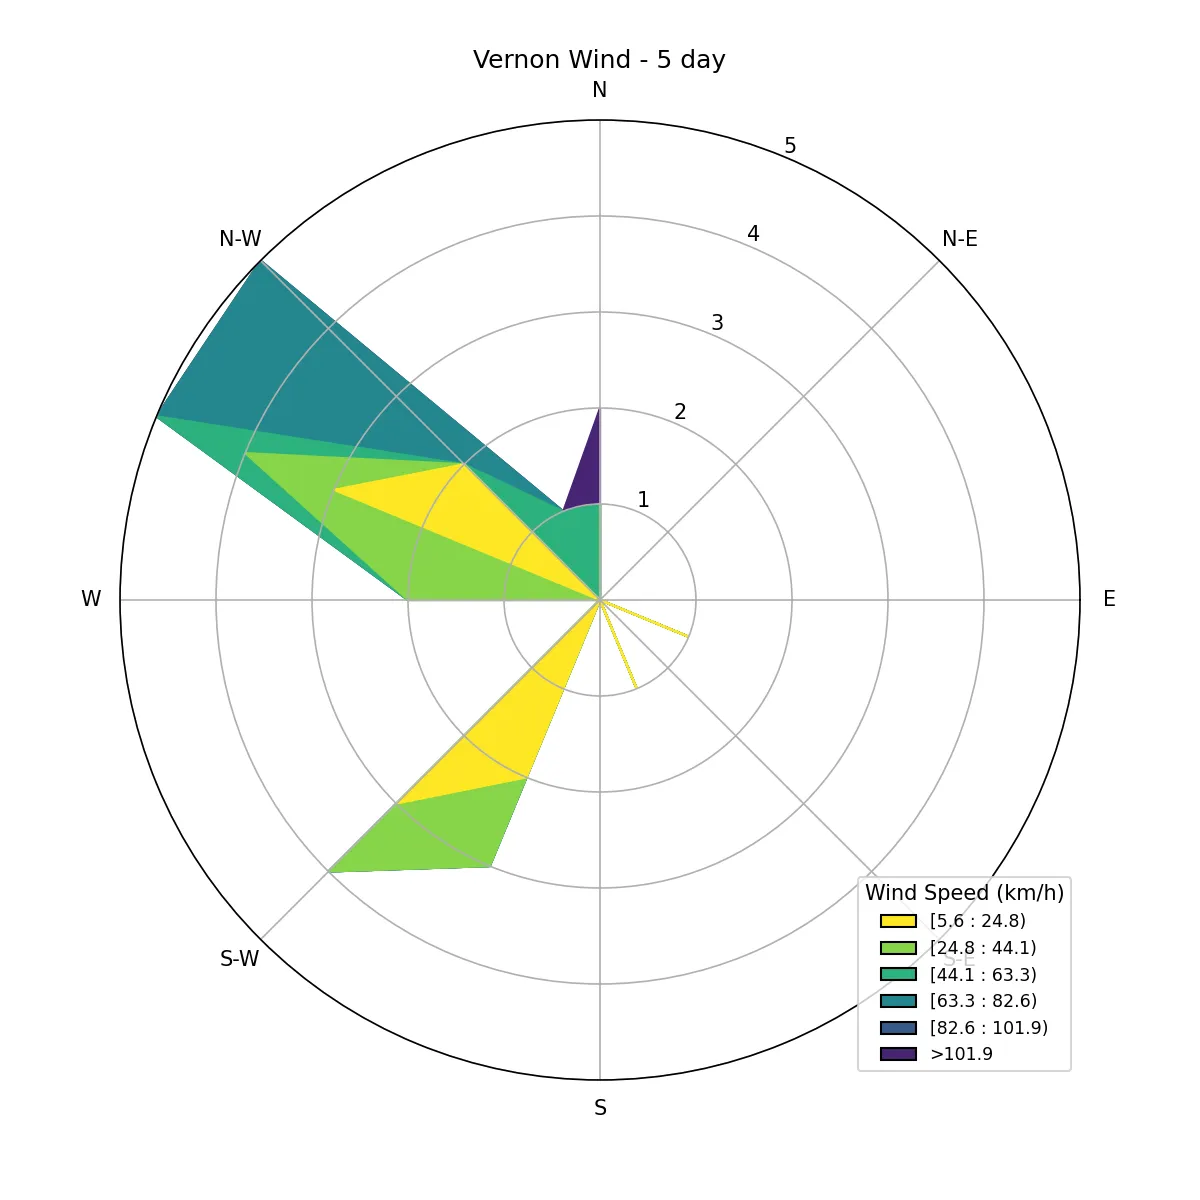 Vernon Wind - 5 day
N
5
N-W
4
N-E
3
2
1
W
E
S-W
S-E
S
Wind Speed (km/h)
[5.6 : 24.8)
[24.8 : 44.1)
[44.1 : 63.3)
[63.3 : 82.6)
[82.6 : 101.9)
>101.9